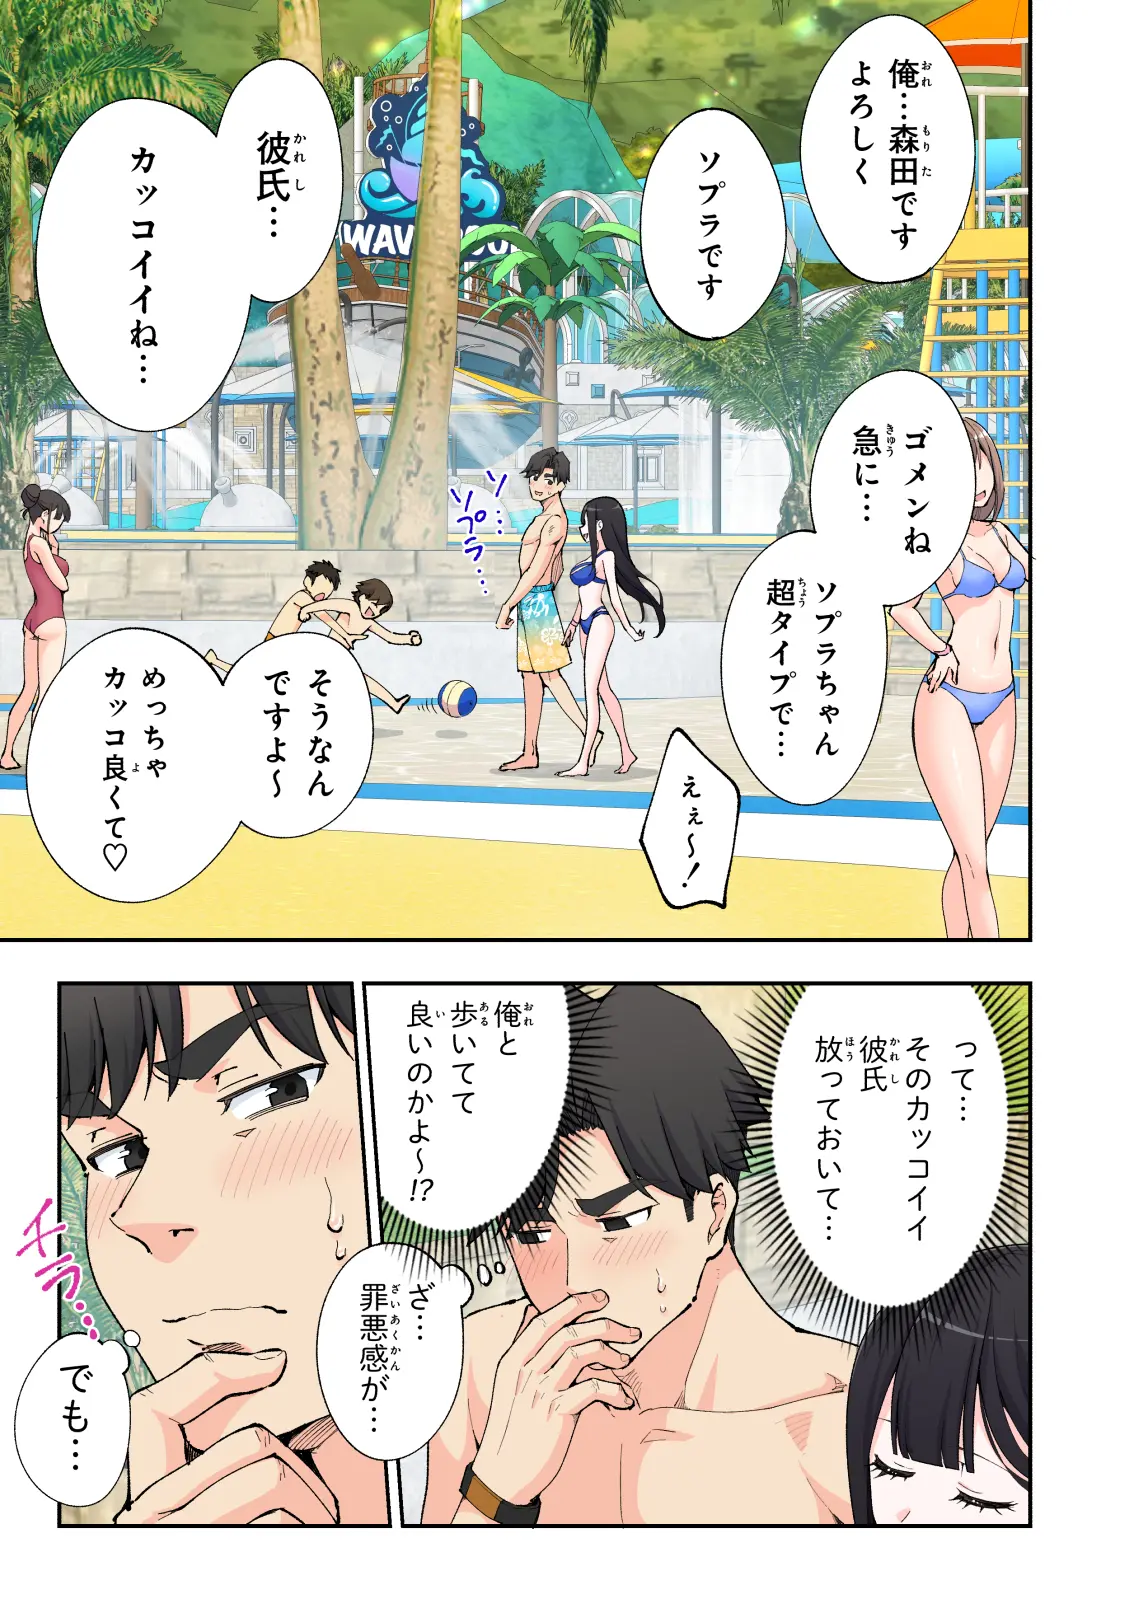 俺…森田です
よろしく
ソプラです
ゴメンね
急に…
ソプラちゃん
超タイプで…
えぇ〜！
彼氏…
カッコイイね…
ソ…
ソプラ…
そうなん
ですよ〜
めっちゃ
カッコ良くて♡
WAV
って…
そのカッコイイ
彼氏
放っておいて…
俺と
歩いてて
良いのかよ〜!?
ざ…
罪悪感が…
チラ…
でも…